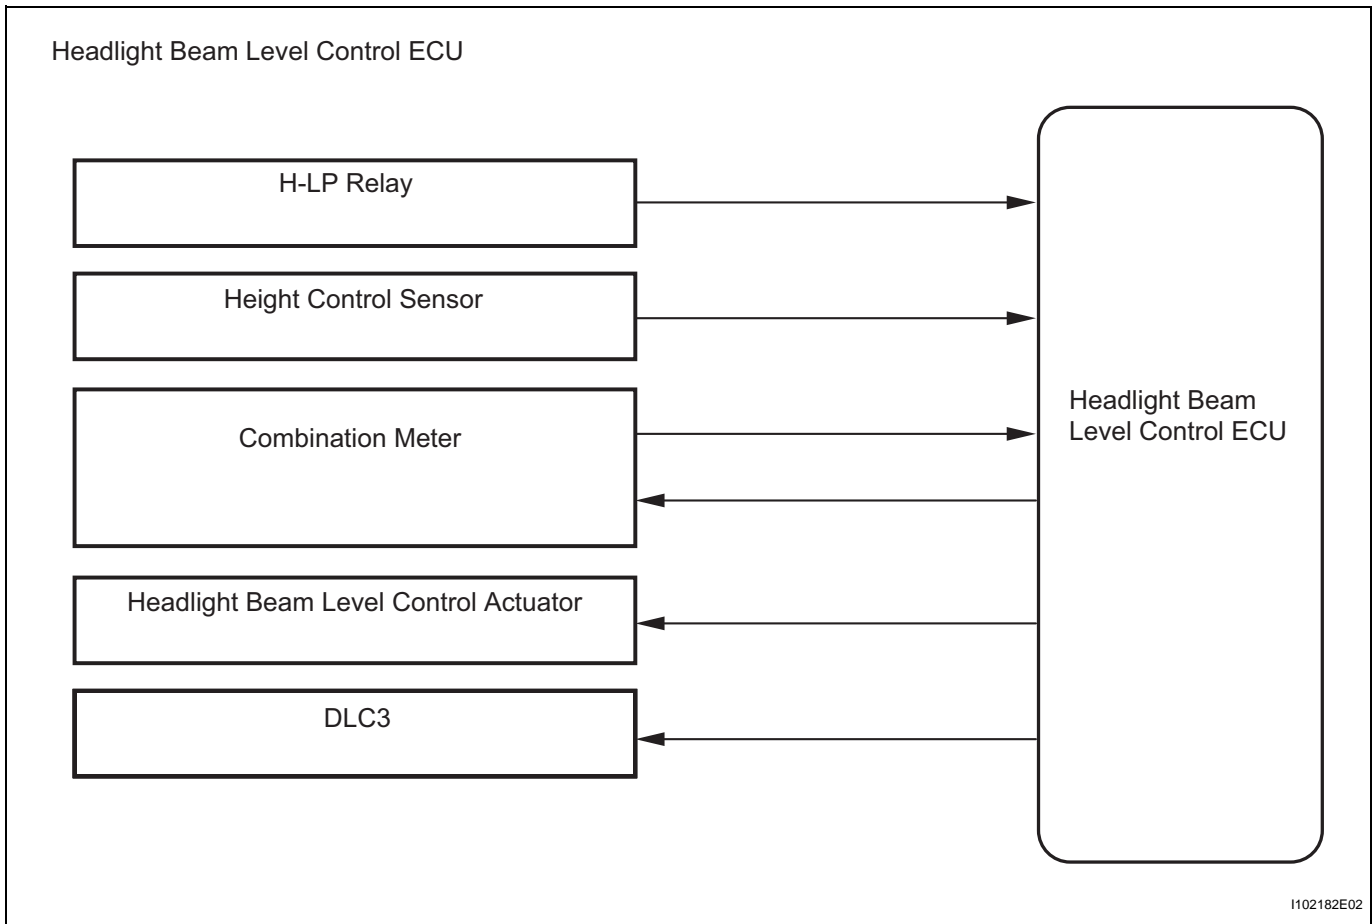 Headlight Beam Level Control ECU
H-LP Relay
Height Control Sensor
Combination Meter
Headlight Beam
Level Control ECU
Headlight Beam Level Control Actuator
DLC3
I102182E02